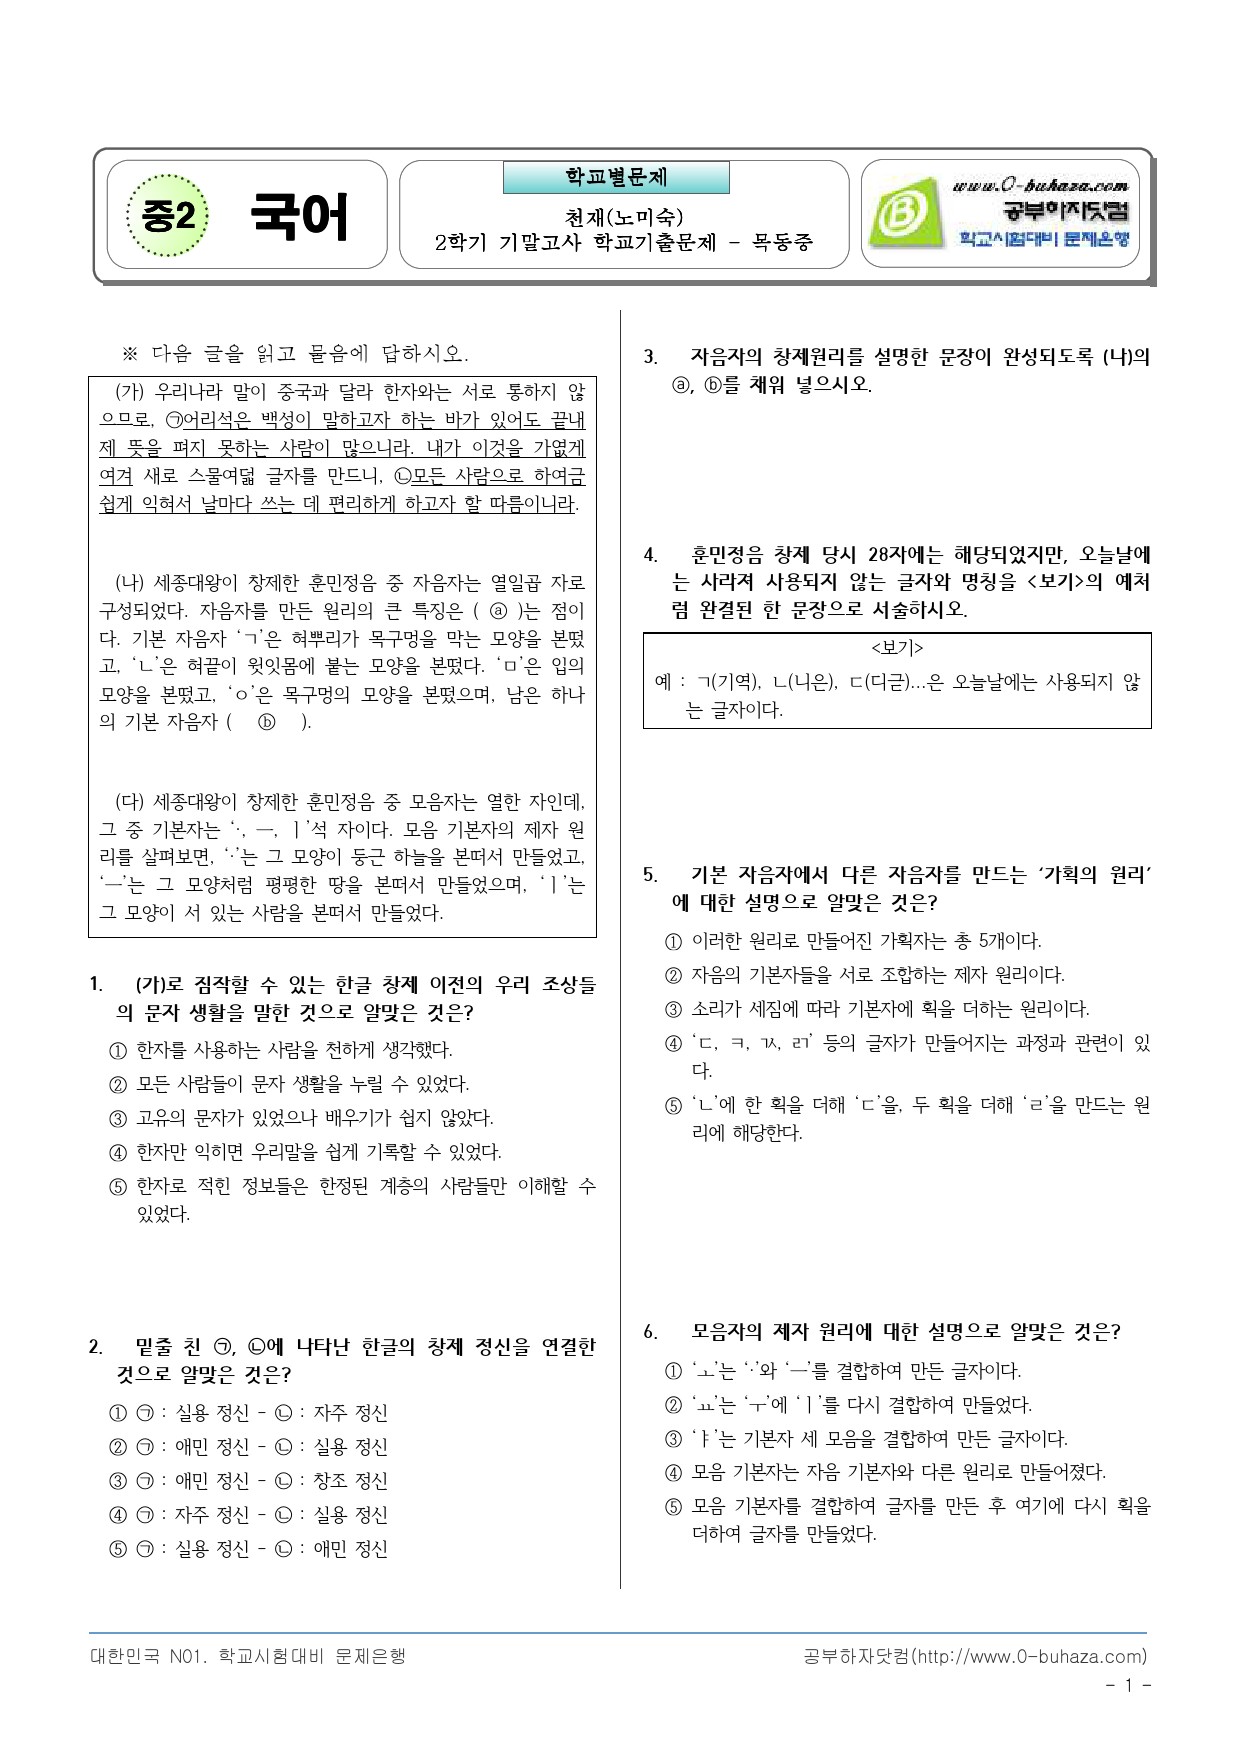 중2
국어
학교별문제
천재(노미숙)
2학기 기말고사 학교기출문제 - 목동중
www.0-buhaza.com
공부하자닷컴
학교시험대비 문제은행
※ 다음 글을 읽고 물음에 답하시오.
(가) 우리나라 말이 중국과 달라 한자와는 서로 통하지 않
으므로, ㉠어리석은 백성이 말하고자 하는 바가 있어도 끝내
제 뜻을 펴지 못하는 사람이 많으니라. 내가 이것을 가엾게
여겨 새로 스물여덟 글자를 만드니, ㉡모든 사람으로 하여금
쉽게 익혀서 날마다 쓰는 데 편리하게 하고자 할 따름이니라.
(나) 세종대왕이 창제한 훈민정음 중 자음자는 열일곱 자로
구성되었다. 자음자를 만든 원리의 큰 특징은 ( ⓐ )는 점이
다. 기본 자음자 ‘ㄱ’은 혀뿌리가 목구멍을 막는 모양을 본떴
고, ‘ㄴ’은 혀끝이 윗잇몸에 붙는 모양을 본떴다. ‘ㅁ’은 입의
모양을 본떴고, ‘ㅇ’은 목구멍의 모양을 본떴으며, 남은 하나
의 기본 자음자 ( ⓑ ).
(다) 세종대왕이 창제한 훈민정음 중 모음자는 열한 자인데,
그 중 기본자는 ‘·, ㅡ, ㅣ’석 자이다. 모음 기본자의 제자 원
리를 살펴보면, ‘·’는 그 모양이 둥근 하늘을 본떠서 만들었고,
‘ㅡ’는 그 모양처럼 평평한 땅을 본떠서 만들었으며, ‘ㅣ’는
그 모양이 서 있는 사람을 본떠서 만들었다.
1. (가)로 짐작할 수 있는 한글 창제 이전의 우리 조상들
의 문자 생활을 말한 것으로 알맞은 것은?
① 한자를 사용하는 사람을 천하게 생각했다.
② 모든 사람들이 문자 생활을 누릴 수 있었다.
③ 고유의 문자가 있었으나 배우기가 쉽지 않았다.
④ 한자만 익히면 우리말을 쉽게 기록할 수 있었다.
⑤ 한자로 적힌 정보들은 한정된 계층의 사람들만 이해할 수
있었다.
2. 밑줄 친 ㉠, ㉡에 나타난 한글의 창제 정신을 연결한
것으로 알맞은 것은?
① ㉠ : 실용 정신 - ㉡ : 자주 정신
② ㉠ : 애민 정신 - ㉡ : 실용 정신
③ ㉠ : 애민 정신 - ㉡ : 창조 정신
④ ㉠ : 자주 정신 - ㉡ : 실용 정신
⑤ ㉠ : 실용 정신 - ㉡ : 애민 정신
3. 자음자의 창제원리를 설명한 문장이 완성되도록 (나)의
ⓐ, ⓑ를 채워 넣으시오.
4. 훈민정음 창제 당시 28자에는 해당되었지만, 오늘날에
는 사라져 사용되지 않는 글자와 명칭을 <보기>의 예처
럼 완결된 한 문장으로 서술하시오.
<보기>
예 : ㄱ(기역), ㄴ(니은), ㄷ(디귿)...은 오늘날에는 사용되지 않
는 글자이다.
5. 기본 자음자에서 다른 자음자를 만드는 ‘가획의 원리’
에 대한 설명으로 알맞은 것은?
① 이러한 원리로 만들어진 가획자는 총 5개이다.
② 자음의 기본자들을 서로 조합하는 제자 원리이다.
③ 소리가 세짐에 따라 기본자에 획을 더하는 원리이다.
④ ‘ㄷ, ㅋ, ㄳ, ㄺ’ 등의 글자가 만들어지는 과정과 관련이 있
다.
⑤ ‘ㄴ’에 한 획을 더해 ‘ㄷ’을, 두 획을 더해 ‘ㄹ’을 만드는 원
리에 해당한다.
6. 모음자의 제자 원리에 대한 설명으로 알맞은 것은?
① ‘ㅗ’는 ‘·’와 ‘ㅡ’를 결합하여 만든 글자이다.
② ‘ㅛ’는 ‘ㅜ’에 ‘ㅣ’를 다시 결합하여 만들었다.
③ ‘ㅑ’는 기본자 세 모음을 결합하여 만든 글자이다.
④ 모음 기본자는 자음 기본자와 다른 원리로 만들어졌다.
⑤ 모음 기본자를 결합하여 글자를 만든 후 여기에 다시 획을
더하여 글자를 만들었다.
대한민국 N01. 학교시험대비 문제은행
공부하자닷컴(http://www.0-buhaza.com)
- 1 -